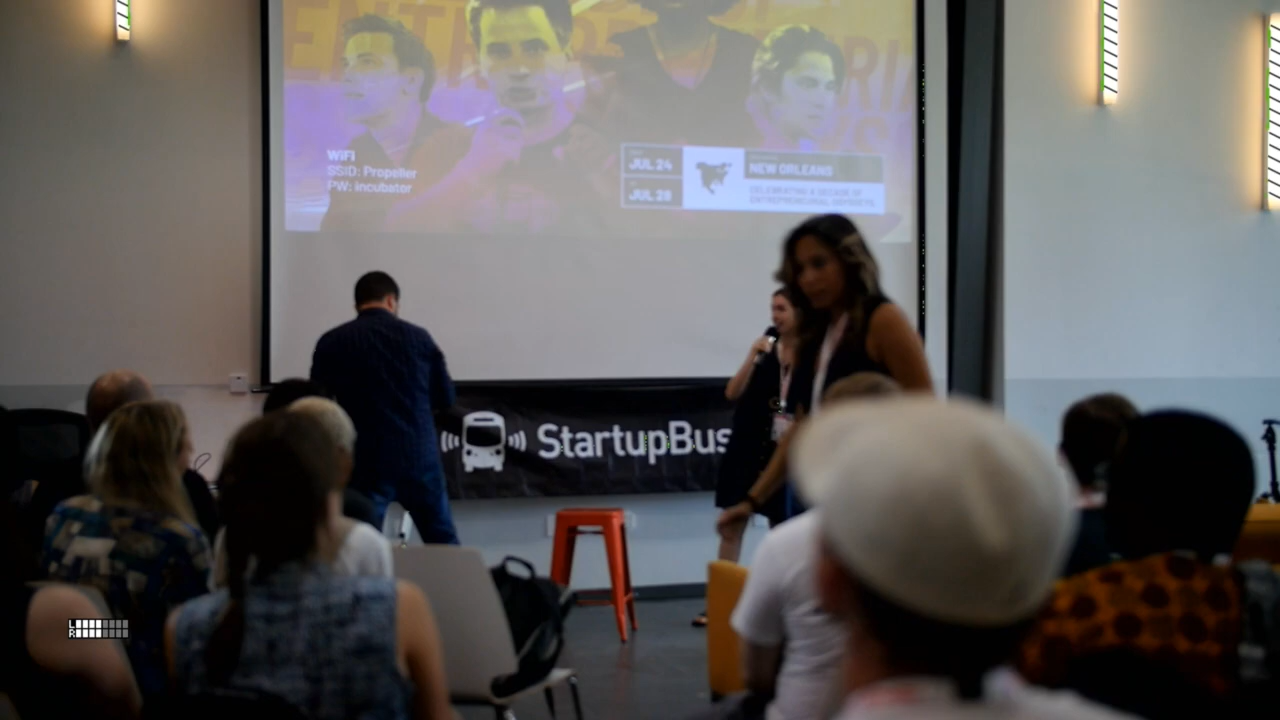 WIFI
SSID: Propeller
PW: incubator
JUL 24
JUL 28
NEW ORLEANS
CELEBRATING A DECADE OF
ENTREPRENEURIAL ODYSSEYS.
StartupBus
L
R